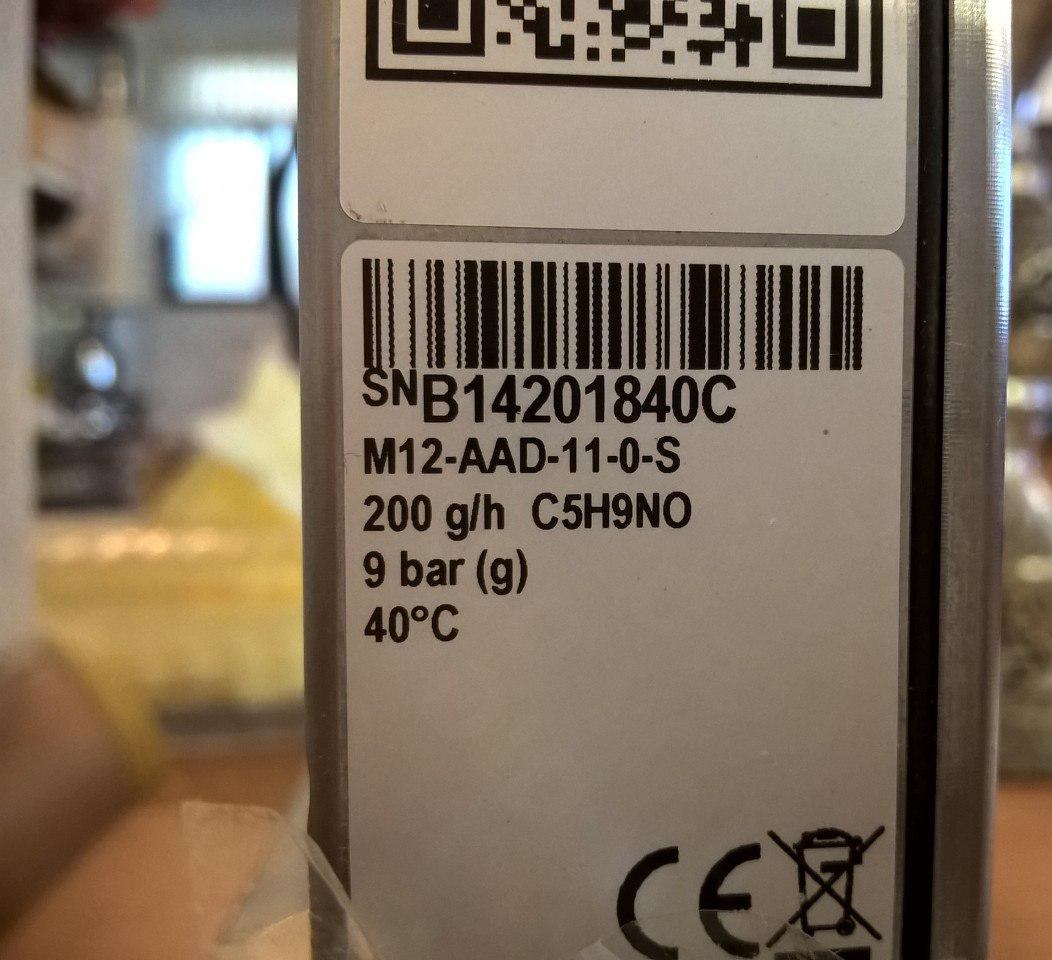 SNB14201840C
M12-AAD-11-0-S
200 g/h C5H9NO
9 bar (g)
40°C
CE